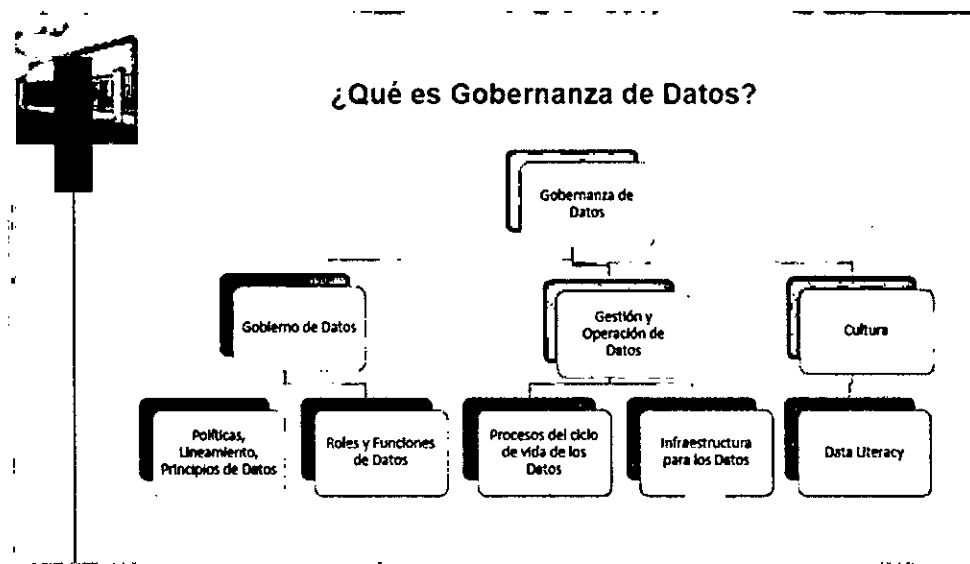 ¿Qué es Gobernanza de Datos?
Gobernanza de
Datos
Gobierno de Datos
Gestión y
Operación de
Datos
Cultura
Políticas,
Lineamiento,
Principios de Datos
Roles y Funciones
de Datos
Procesos del ciclo
de vida de los
Datos
Infraestructura
para los Datos
Data Literacy